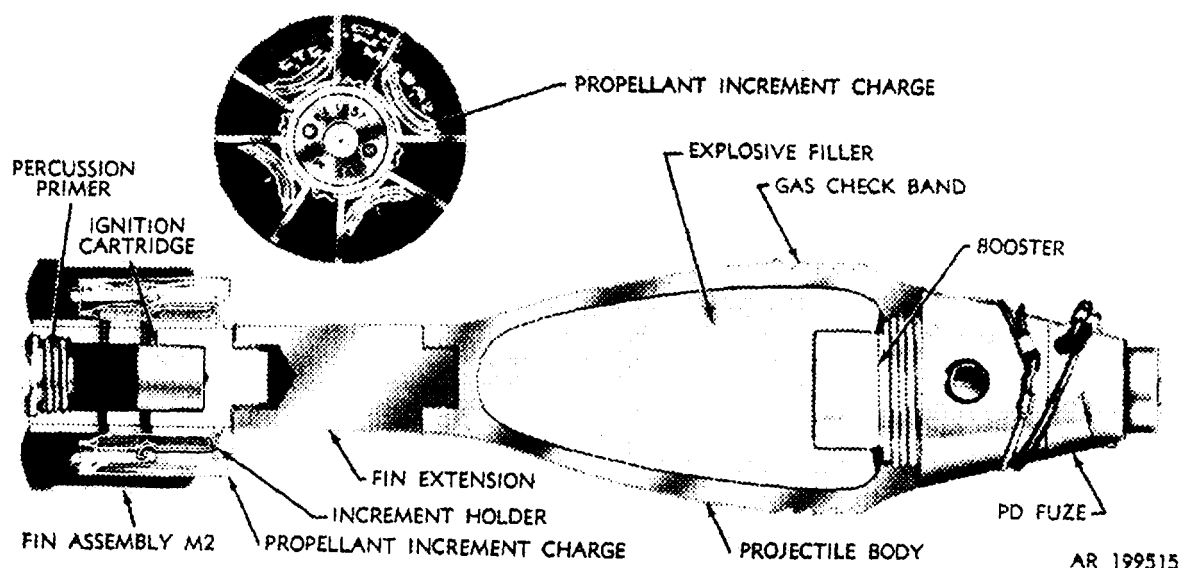 PROPELLANT INCREMENT CHARGE
EXPLOSIVE FILLER
GAS CHECK BAND
PERCUSSION
PRIMER
IGNITION
CARTRIDGE
BOOSTER
FIN EXTENSION
INCREMENT HOLDER
PD FUZE
FIN ASSEMBLY M2
PROPELLANT INCREMENT CHARGE
PROJECTILE BODY
AR 199515